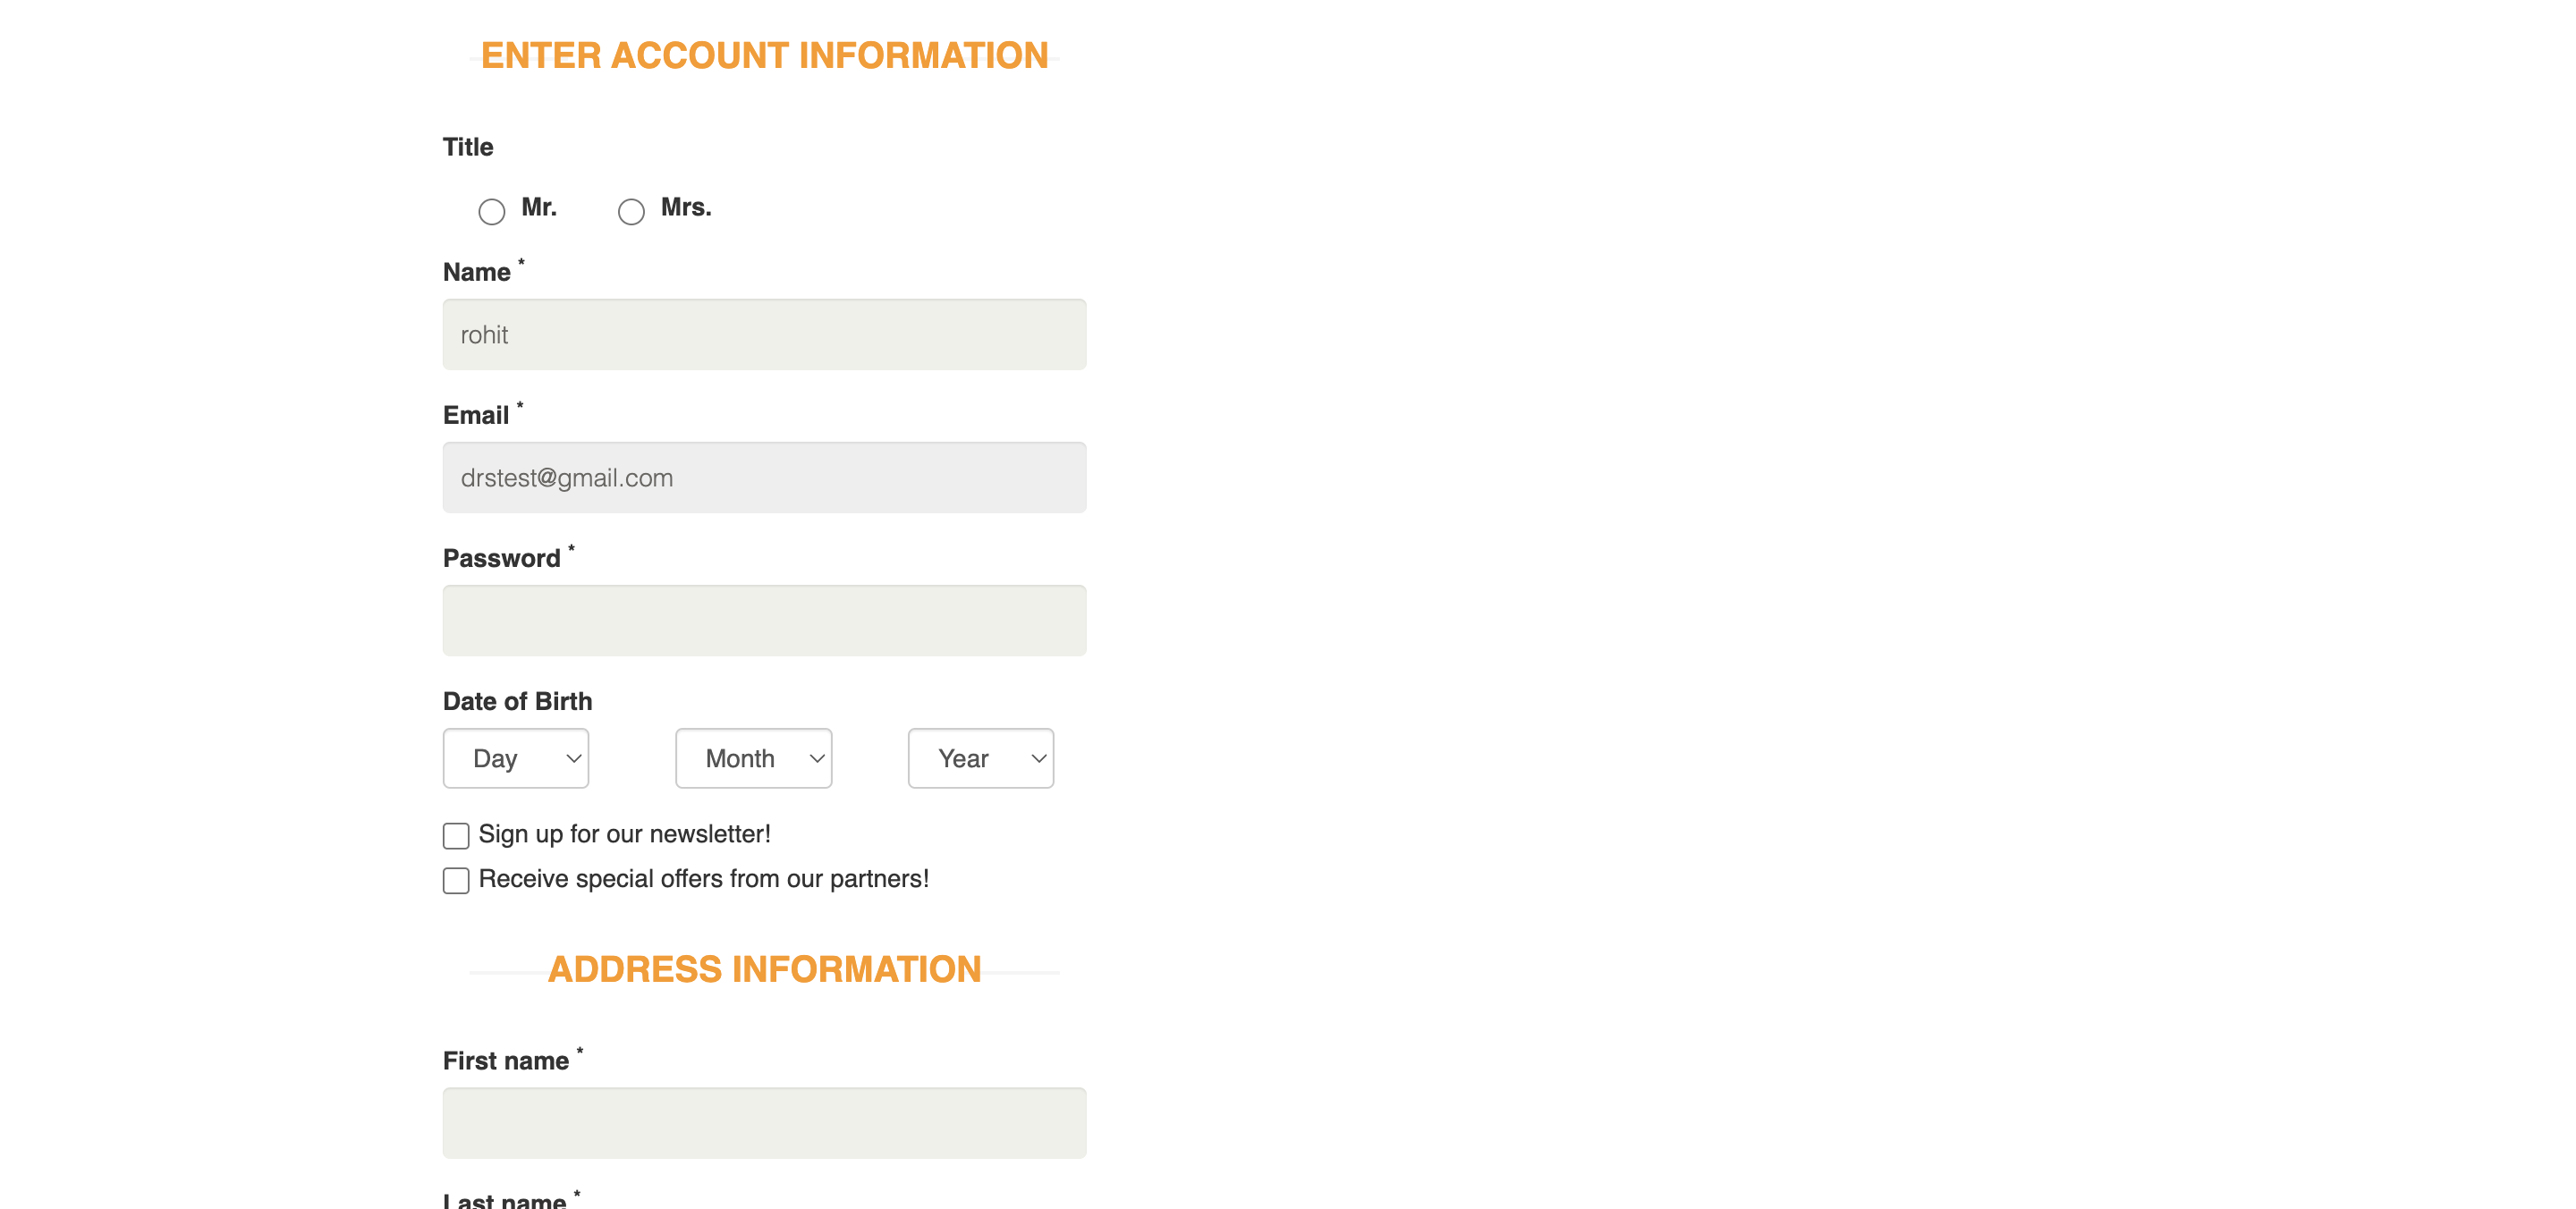 ENTER ACCOUNT INFORMATION
Title
Mr. Mrs.
Name *
rohit
Email *
drstest@gmail.com
Password *
Date of Birth
Day Month Year
Sign up for our newsletter!
Receive special offers from our partners!
ADDRESS INFORMATION
First name *
Last name *